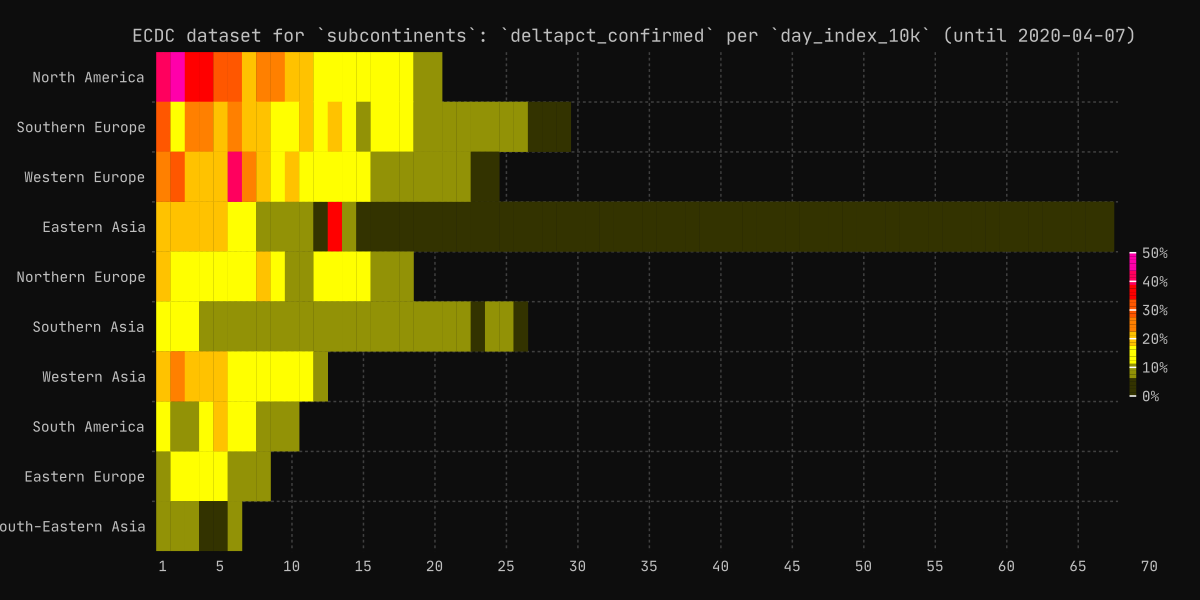 ECDC dataset for `subcontinents`: `deltapct_confirmed` per `day_index_10k` (until 2020-04-07)
North America
Southern Europe
Western Europe
Eastern Asia
Northern Europe
Southern Asia
Western Asia
South America
Eastern Europe
outh-Eastern Asia
50%
40%
30%
20%
10%
0%
1 5 10 15 20 25 30 35 40 45 50 55 60 65 70